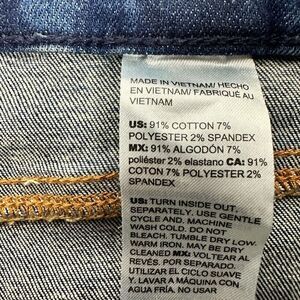 MADE IN VIETNAM/ HECHO
EN VIETNAM/ FABRIQUÉ AU
VIETNAM
US: 91% COTTON 7%
POLYESTER 2% SPANDEX
MX: 91% ALGODÓN 7%
poliéster 2% elastano CA: 91%
COTON 7% POLYESTER 2%
SPANDEX
US: TURN INSIDE OUT.
SEPARATELY. USE GENTLE
CYCLE AND. MACHINE
WASH COLD. DO NOT
BLEACH. TUMBLE DRY LOW.
WARM IRON. MAY BE DRY
CLEANED MX: VOLTEAR AL
REVÉS. POR SEPARADO.
UTILIZAR EL CICLO SUAVE
Y. LAVAR A MÁQUINA CON
AGUA FRÍA. NO USAR